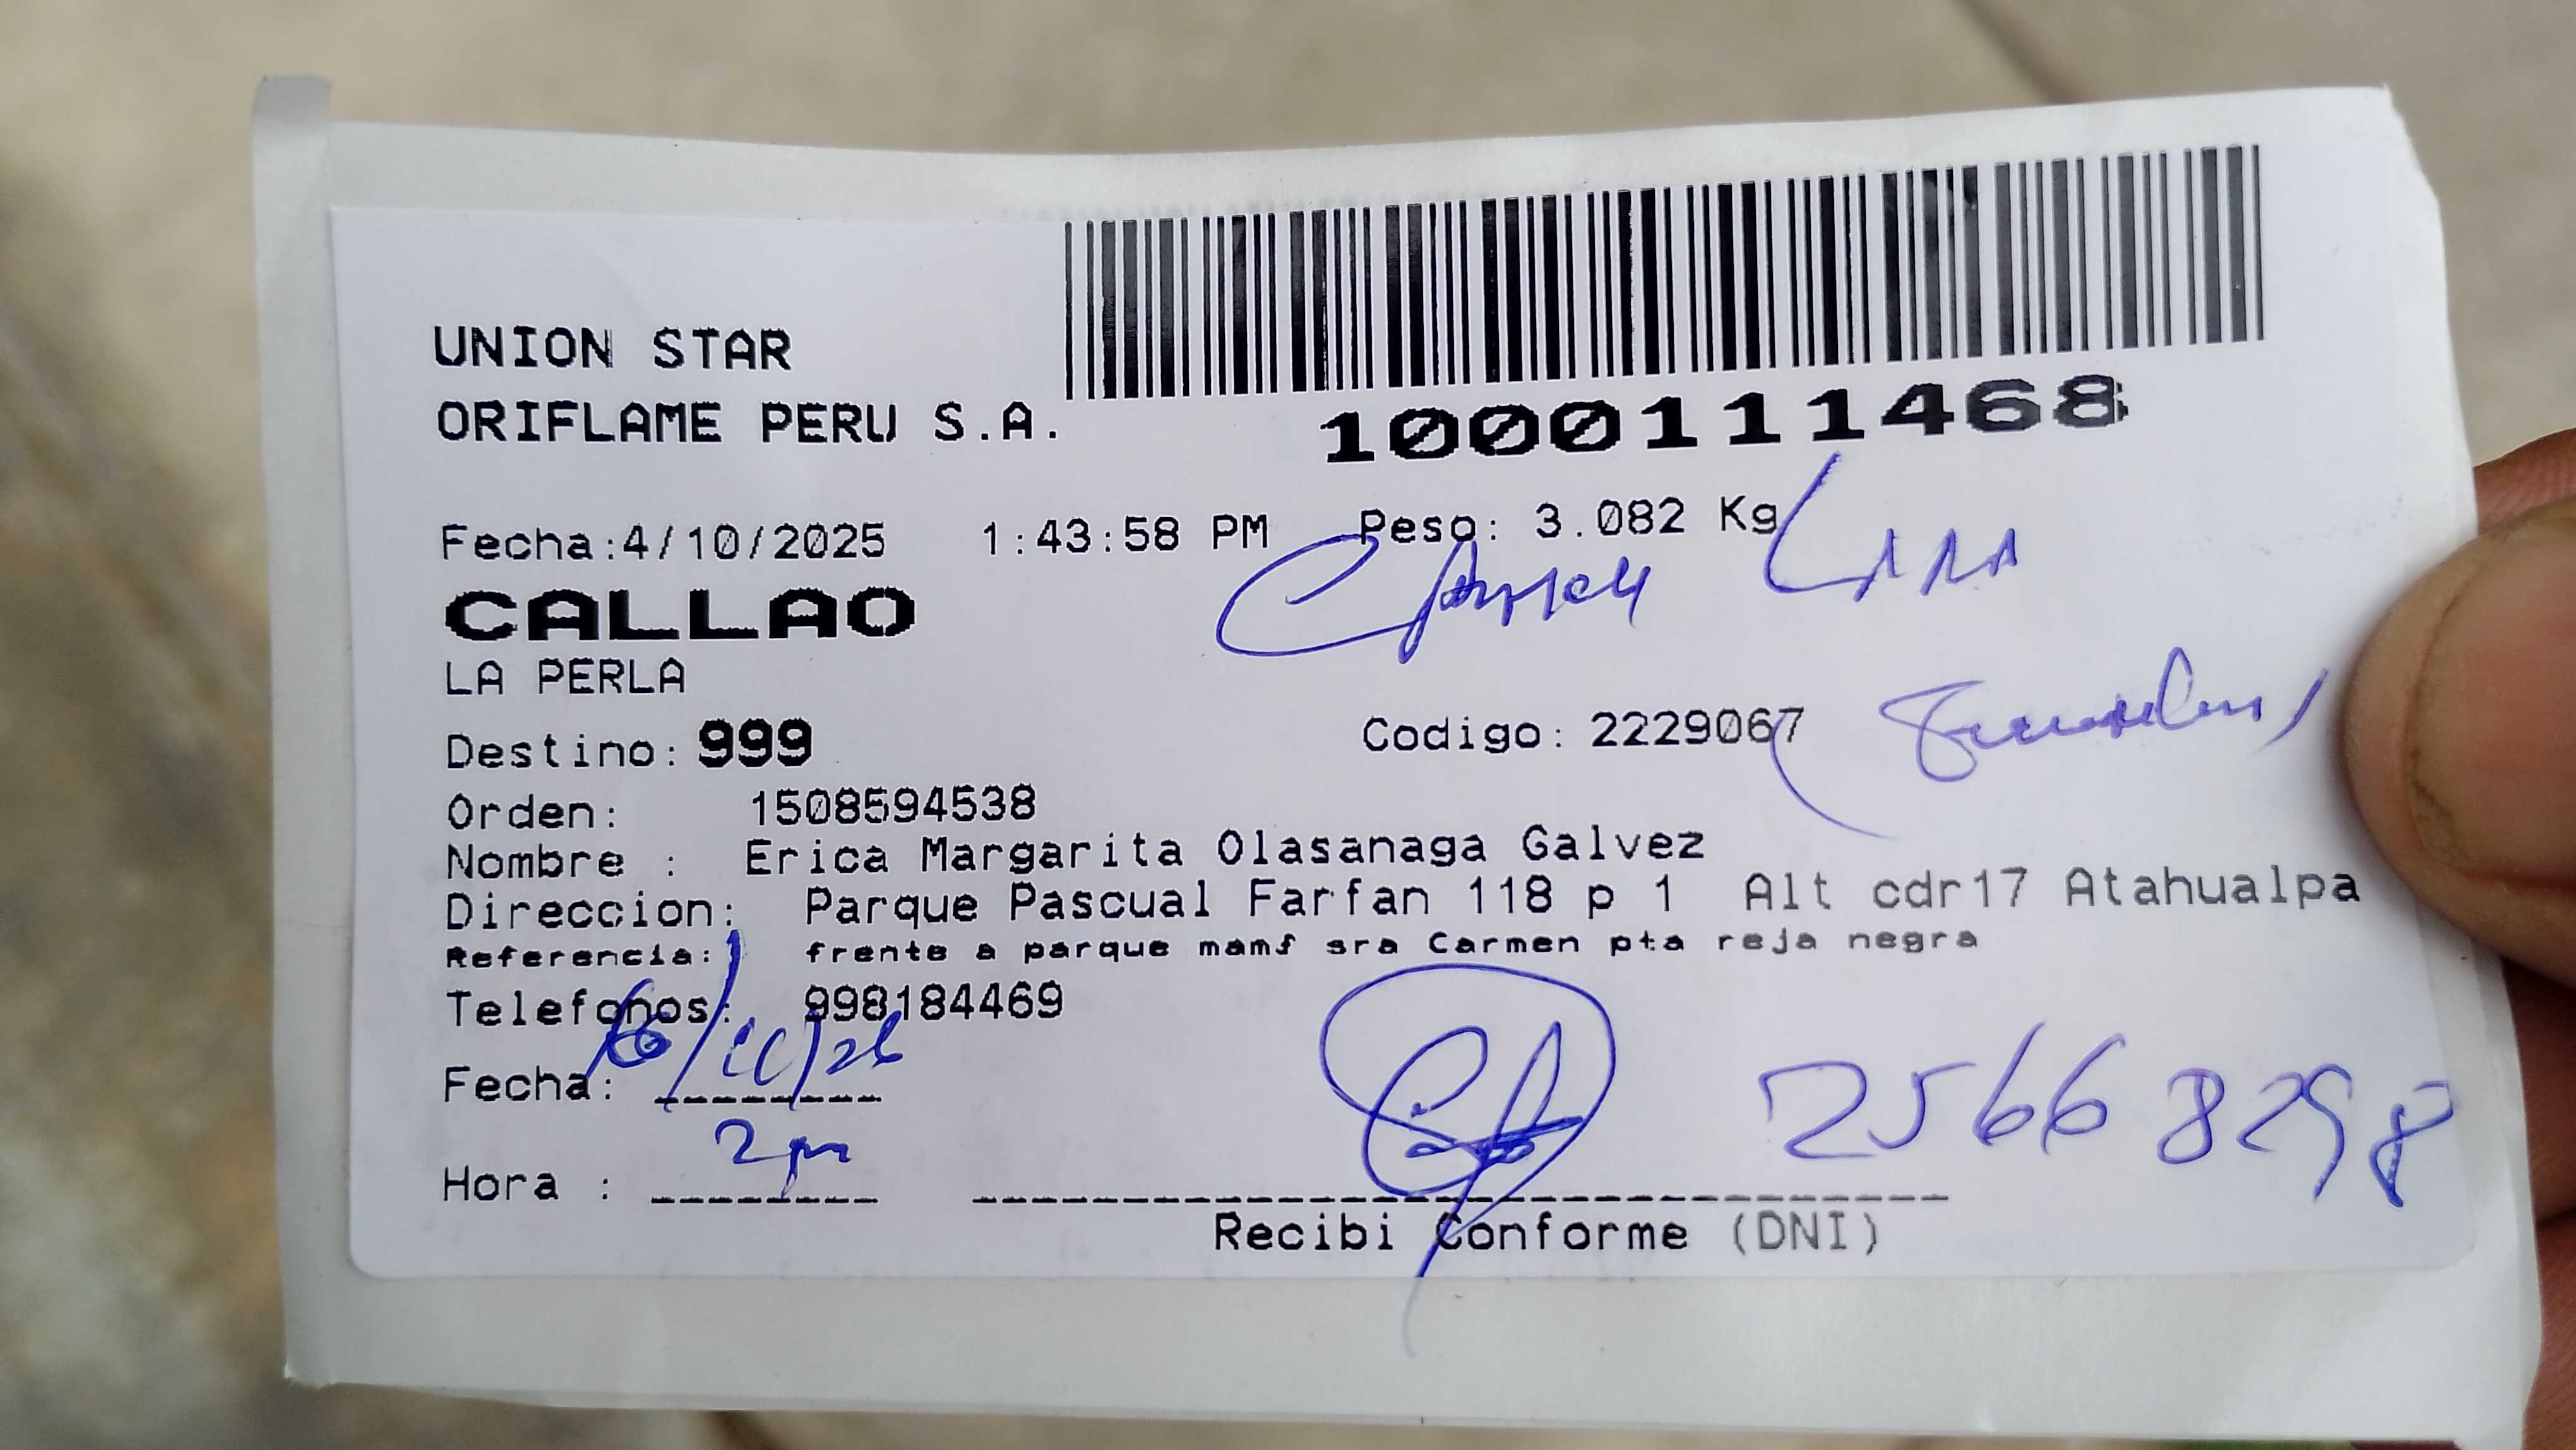 UNION STAR
ORIFLAME PERU S.A.
1000111468
Fecha:4/10/2025 1:43:58 PM Peso: 3.082 Kg
CALLAO
LA PERLA
Destino: 999 Codigo: 2229067
Orden: 1508594538
Nombre : Erica Margarita Olasanaga Galvez
Direccion: Parque Pascual Farfan 118 p 1 Alt cdr17 Atahualpa
Referencia: frente a parque mamf sra Carmen pta reja negra
Telefonos: 998184469
Fecha:
25668298
Hora : 2pm
Recibi Conforme (DNI)